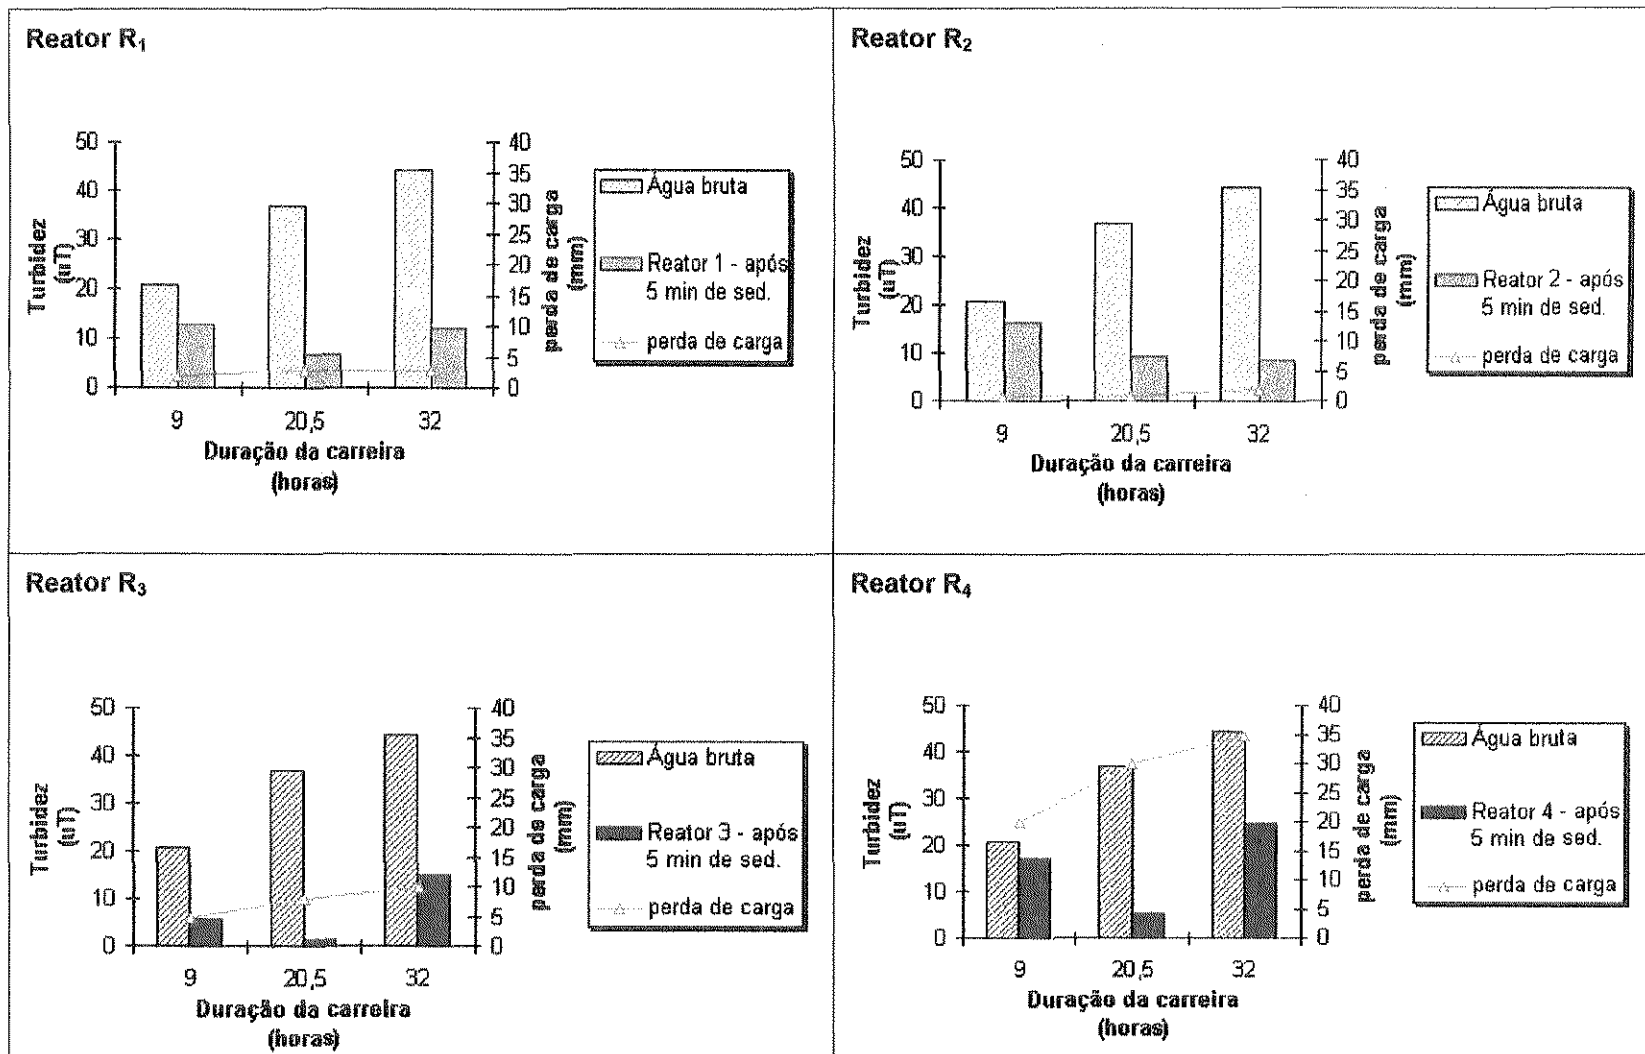 Reator R₁
50
40
30
20
10
0
Turbidez
(uT)
40
35
30
25
20
15
10
5
0
perda de carga
(mm)
9 20,5 32
Duração da carreira
(horas)
Água bruta
Reator 1 - após
5 min de sed.
perda de carga
Reator R₂
50
40
30
20
10
0
Turbidez
(uT)
40
35
30
25
20
15
10
5
0
perda de carga
(mm)
9 20,5 32
Duração da carreira
(horas)
Água bruta
Reator 2 - após
5 min de sed.
perda de carga
Reator R₃
50
40
30
20
10
0
Turbidez
(uT)
40
35
30
25
20
15
10
5
0
perda de carga
(mm)
9 20,5 32
Duração da carreira
(horas)
Água bruta
Reator 3 - após
5 min de sed.
perda de carga
Reator R₄
50
40
30
20
10
0
Turbidez
(uT)
40
35
30
25
20
15
10
5
0
perda de carga
(mm)
9 20,5 32
Duração da carreira
(horas)
Água bruta
Reator 4 - após
5 min de sed.
perda de carga